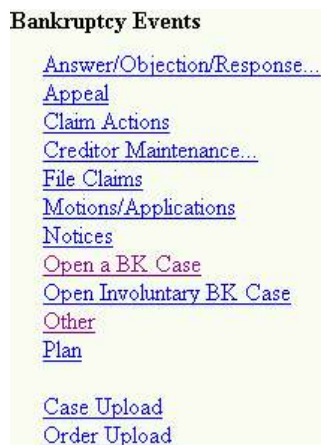 Bankruptcy Events
Answer/Objection/Response...
Appeal
Claim Actions
Creditor Maintenance...
File Claims
Motions/Applications
Notices
Open a BK Case
Open Involuntary BK Case
Other
Plan
Case Upload
Order Upload